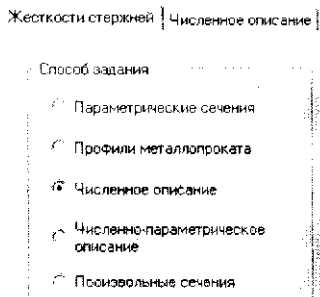 Жесткости стержней
Численное описание
Способ задания
Параметрические сечения
Профили металлопроката
Численное описание
Численно-параметрическое
описание
Произвольные сечения